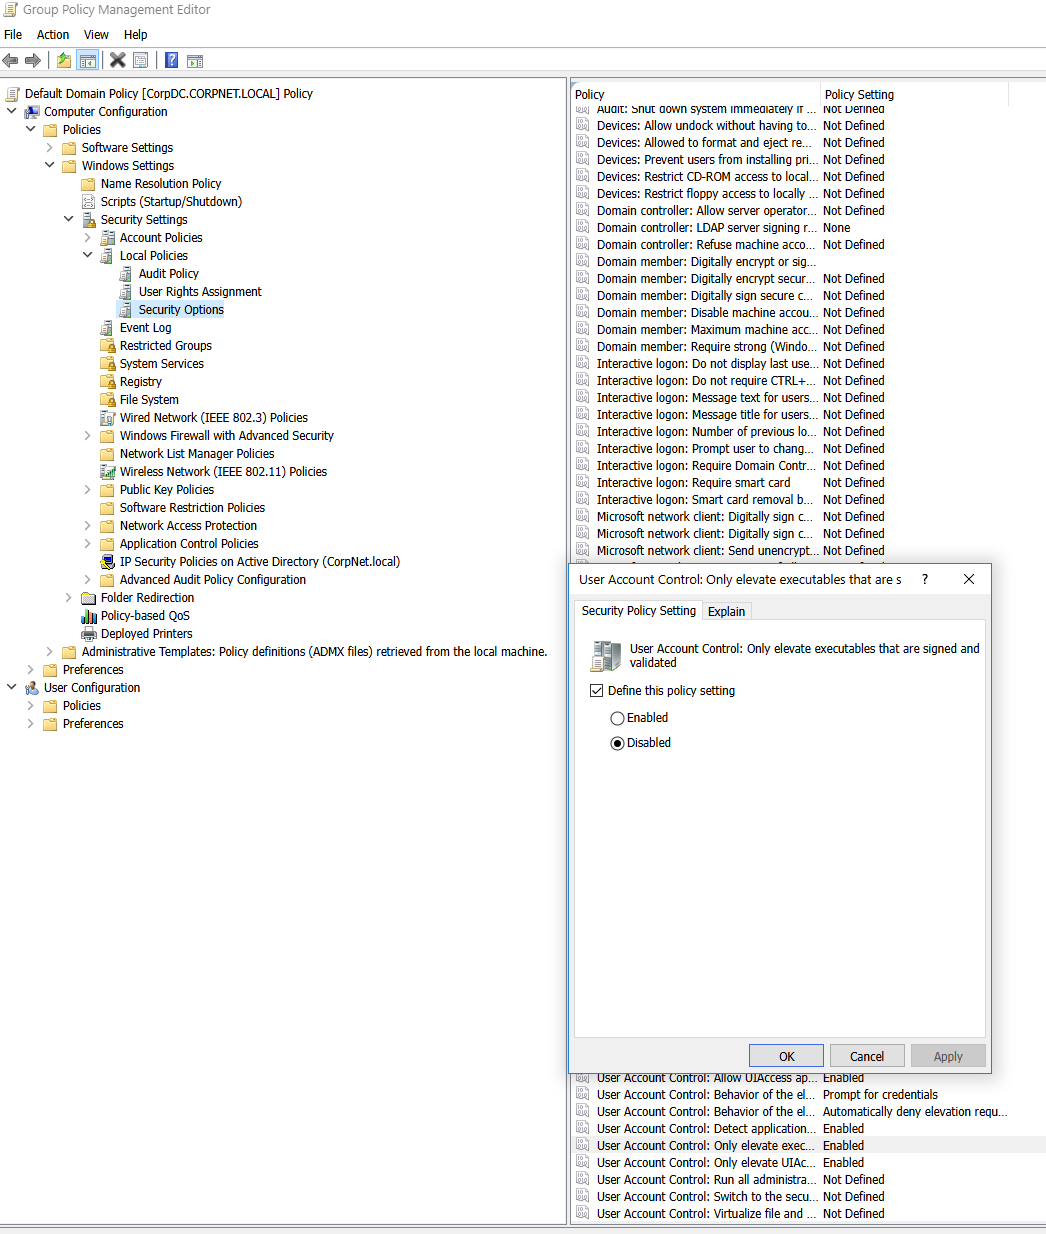 Group Policy Management Editor
File Action View Help
Default Domain Policy [CorpDC.CORPNET.LOCAL] Policy
Computer Configuration
Policies
Software Settings
Windows Settings
Name Resolution Policy
Scripts (Startup/Shutdown)
Security Settings
Account Policies
Local Policies
Audit Policy
User Rights Assignment
Security Options
Event Log
Restricted Groups
System Services
Registry
File System
Wired Network (IEEE 802.3) Policies
Windows Firewall with Advanced Security
Network List Manager Policies
Wireless Network (IEEE 802.11) Policies
Public Key Policies
Software Restriction Policies
Network Access Protection
Application Control Policies
IP Security Policies on Active Directory (CorpNet.local)
Advanced Audit Policy Configuration
Folder Redirection
Policy-based QoS
Deployed Printers
Administrative Templates: Policy definitions (ADMX files) retrieved from the local machine.
Preferences
User Configuration
Policies
Preferences
Policy Policy Setting
Audit: Shut down system immediately if ... Not Defined
Devices: Allow undock without having to... Not Defined
Devices: Allowed to format and eject re... Not Defined
Devices: Prevent users from installing pri... Not Defined
Devices: Restrict CD-ROM access to local... Not Defined
Devices: Restrict floppy access to locally ... Not Defined
Domain controller: Allow server operator... Not Defined
Domain controller: LDAP server signing r... None
Domain controller: Refuse machine acco... Not Defined
Domain member: Digitally encrypt or sig...
Domain member: Digitally encrypt secur... Not Defined
Domain member: Digitally sign secure c... Not Defined
Domain member: Disable machine accou... Not Defined
Domain member: Maximum machine acc... Not Defined
Domain member: Require strong (Windo... Not Defined
Interactive logon: Do not display last use... Not Defined
Interactive logon: Do not require CTRL+... Not Defined
Interactive logon: Message text for users... Not Defined
Interactive logon: Message title for users... Not Defined
Interactive logon: Number of previous lo... Not Defined
Interactive logon: Prompt user to chang... Not Defined
Interactive logon: Require Domain Contr... Not Defined
Interactive logon: Require smart card Not Defined
Interactive logon: Smart card removal b... Not Defined
Microsoft network client: Digitally sign c... Not Defined
Microsoft network client: Digitally sign c... Not Defined
Microsoft network client: Send unencrypt... Not Defined
User Account Control: Only elevate executables that are s ?
Security Policy Setting Explain
User Account Control: Only elevate executables that are signed and
validated
Define this policy setting
Enabled
Disabled
OK Cancel Apply
User Account Control: Allow UIAccess ap... Enabled
User Account Control: Behavior of the el... Prompt for credentials
User Account Control: Behavior of the el... Automatically deny elevation requ...
User Account Control: Detect application... Enabled
User Account Control: Only elevate exec... Enabled
User Account Control: Only elevate UIAc... Enabled
User Account Control: Run all administra... Not Defined
User Account Control: Switch to the secu... Not Defined
User Account Control: Virtualize file and ... Not Defined